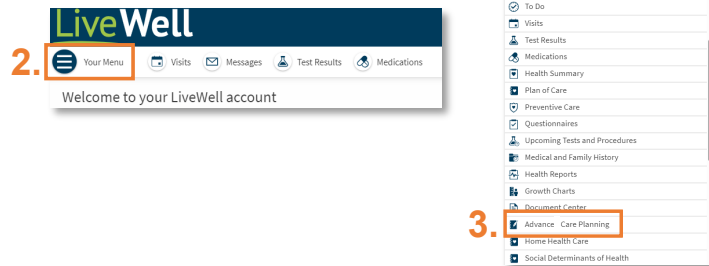 LiveWell
2.
Your Menu
Visits
Messages
Test Results
Medications
Welcome to your LiveWell account
To Do
Visits
Test Results
Medications
Health Summary
Plan of Care
Preventive Care
Questionnaires
Upcoming Tests and Procedures
Medical and Family History
Health Reports
Growth Charts
Document Center
3.
Advance Care Planning
Home Health Care
Social Determinants of Health